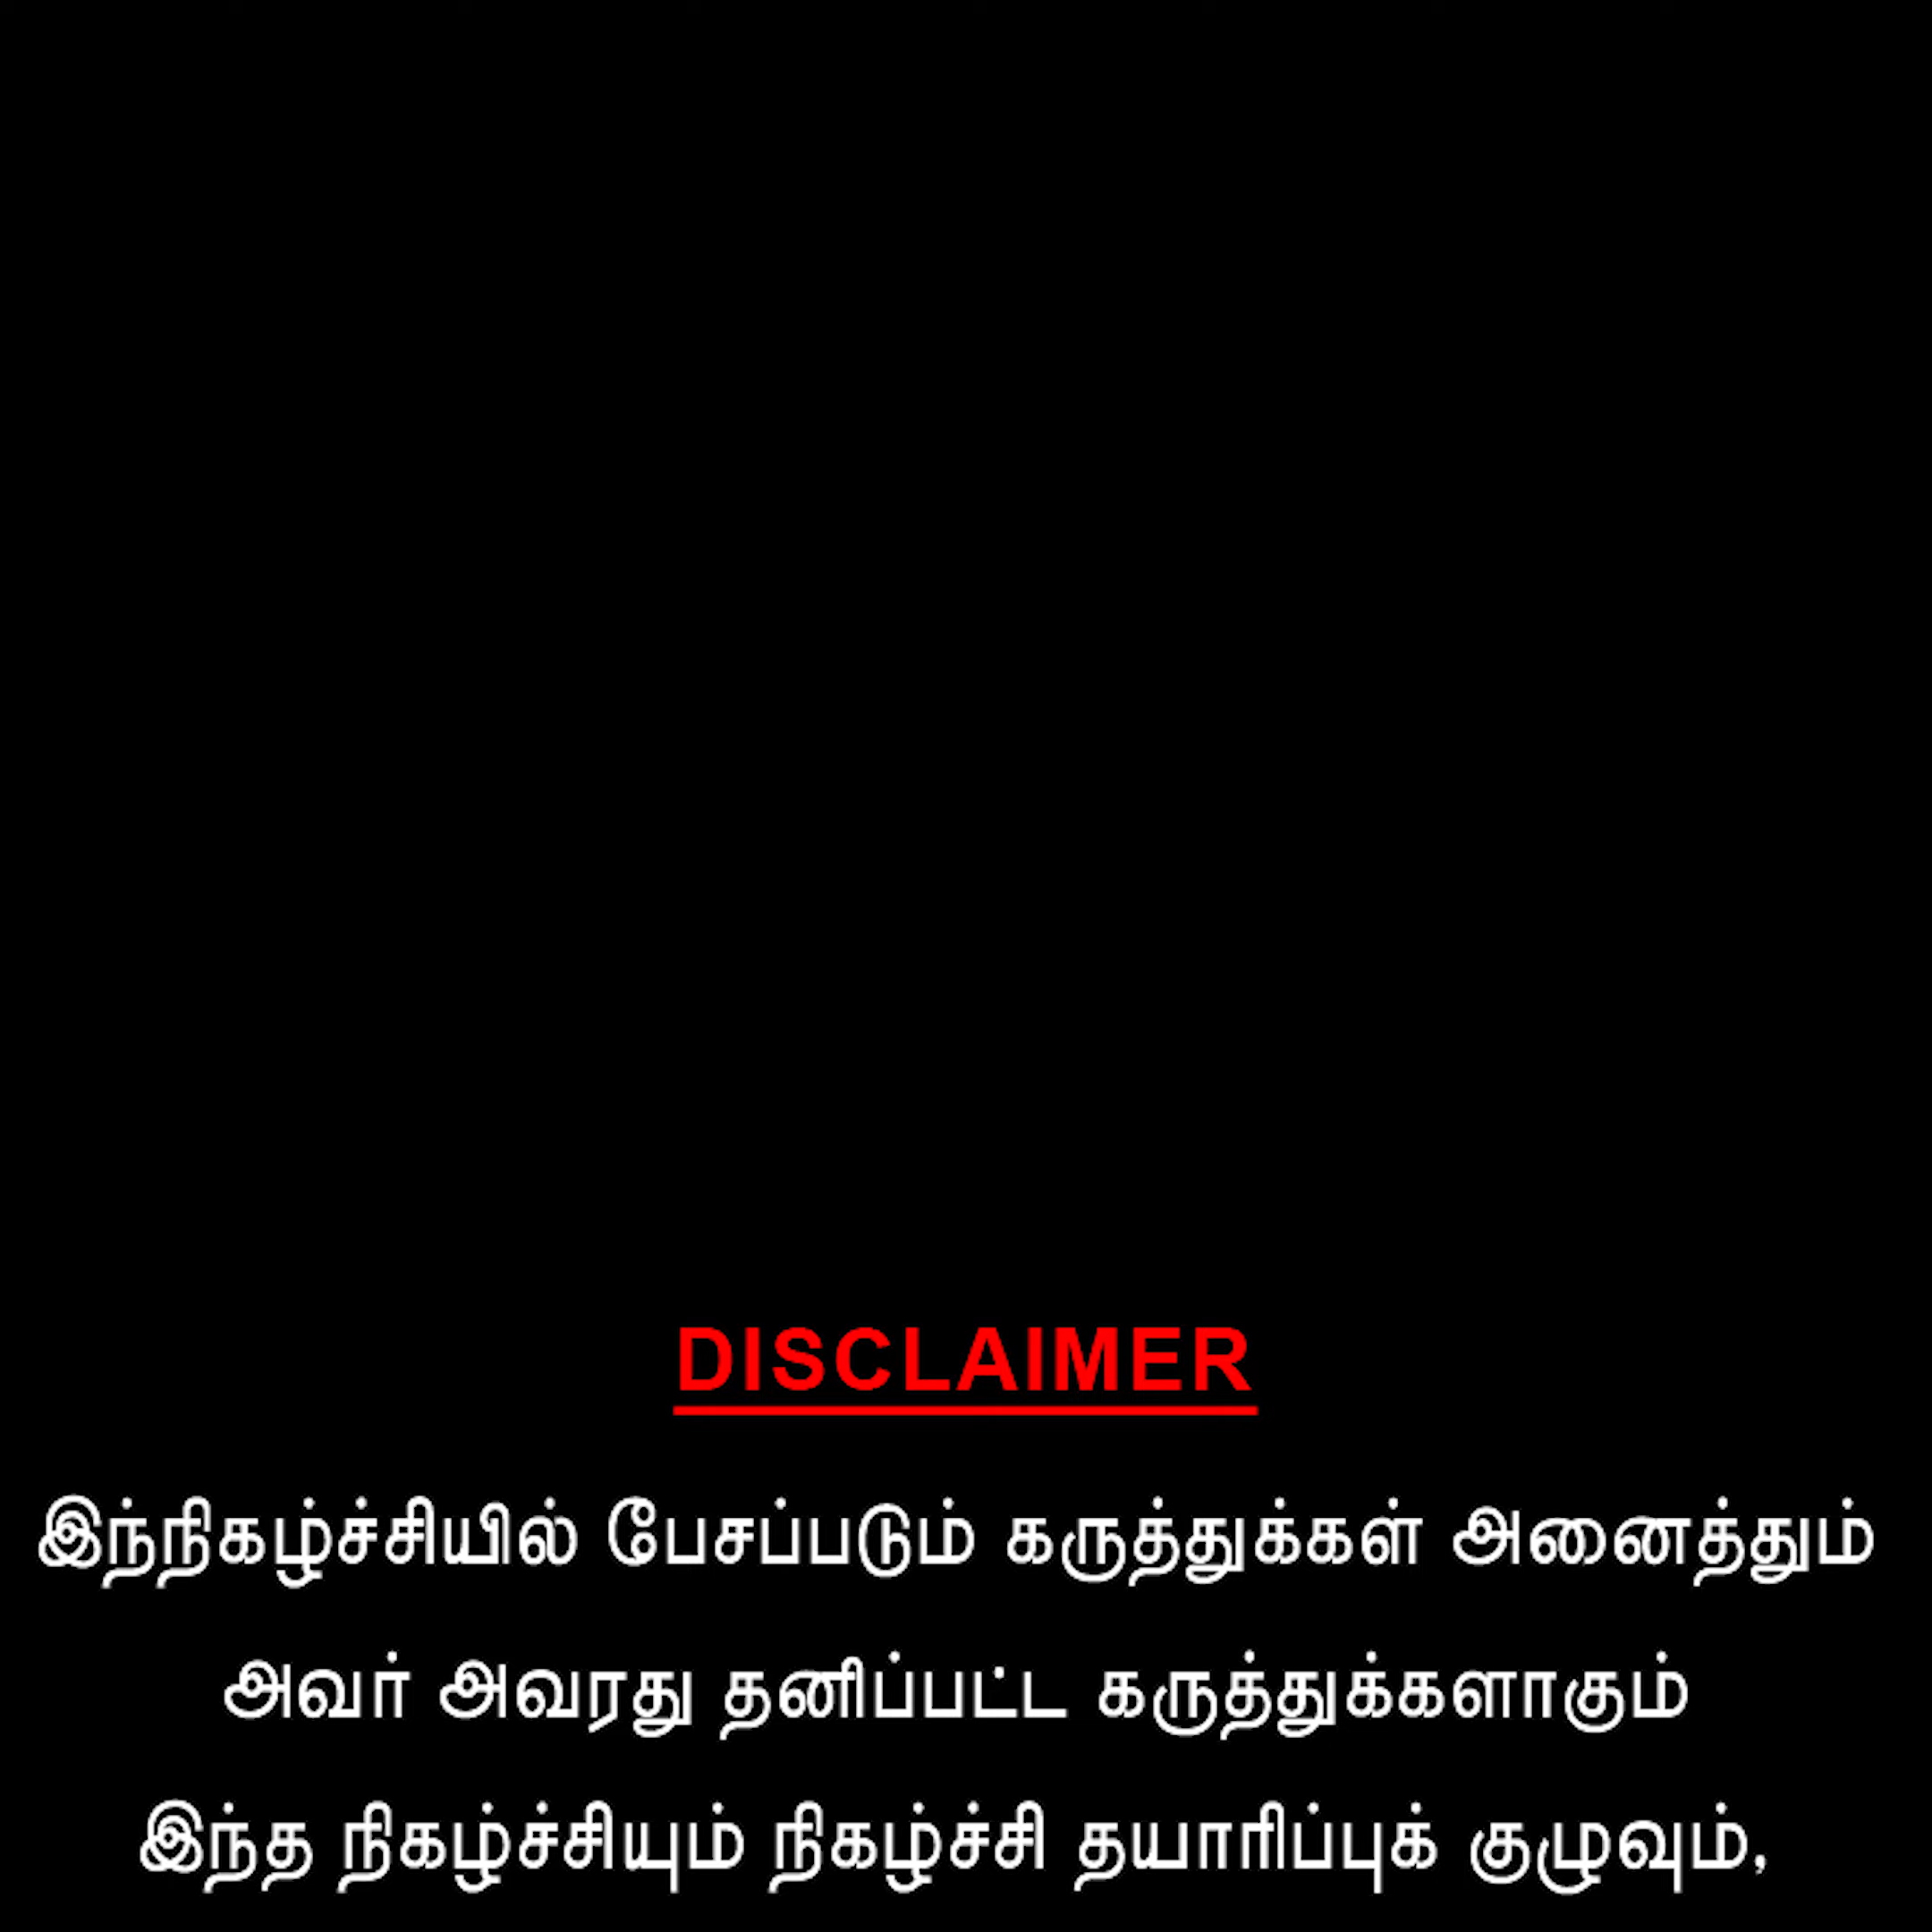 DISCLAIMER
இந்நிகழ்ச்சியில் பேசப்படும் கருத்துக்கள் அனைத்தும்
அவர் அவரது தனிப்பட்ட கருத்துக்களாகும்
இந்த நிகழ்ச்சியும் நிகழ்ச்சி தயாரிப்புக் குழுவும்,